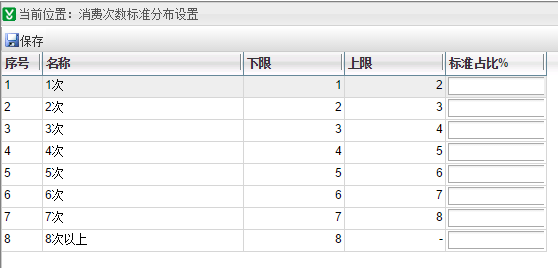 当前位置：消费次数标准分布设置
保存
序号 名称 下限 上限 标准占比%
1 1次 1 2
2 2次 2 3
3 3次 3 4
4 4次 4 5
5 5次 5 6
6 6次 6 7
7 7次 7 8
8 8次以上 8 -